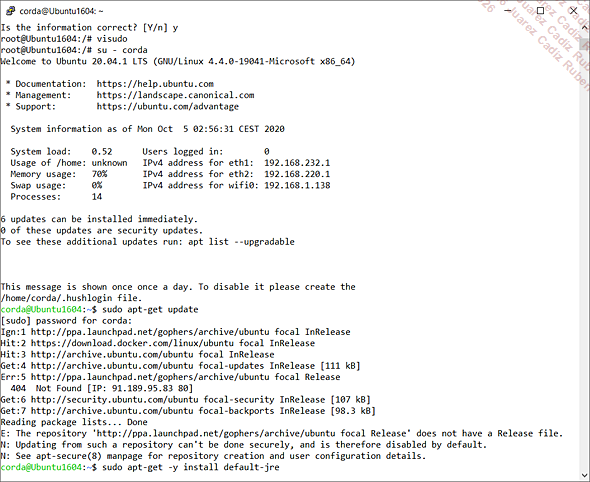 corda@Ubuntu1604: ~
Is the information correct? [Y/n] y
root@Ubuntu1604:/# visudo
root@Ubuntu1604:/# su - corda
Welcome to Ubuntu 20.04.1 LTS (GNU/Linux 4.4.0-19041-Microsoft x86_64)
* Documentation:  https://help.ubuntu.com
* Management:     https://landscape.canonical.com
* Support:        https://ubuntu.com/advantage
System information as of Mon Oct  5 02:56:31 CEST 2020
System load:    0.52      Users logged in:        0
Usage of /home: unknown   IPv4 address for eth1:  192.168.232.1
Memory usage:   70%       IPv4 address for eth2:  192.168.220.1
Swap usage:     0%        IPv4 address for wifi0: 192.168.1.138
Processes:      14
6 updates can be installed immediately.
0 of these updates are security updates.
To see these additional updates run: apt list --upgradable
This message is shown once once a day. To disable it please create the
/home/corda/.hushlogin file.
corda@Ubuntu1604:~$ sudo apt-get update
[sudo] password for corda:
Ign:1 http://ppa.launchpad.net/gophers/archive/ubuntu focal InRelease
Hit:2 https://download.docker.com/linux/ubuntu focal InRelease
Hit:3 http://archive.ubuntu.com/ubuntu focal InRelease
Get:4 http://archive.ubuntu.com/ubuntu focal-updates InRelease [111 kB]
Err:5 http://ppa.launchpad.net/gophers/archive/ubuntu focal Release
404  Not Found [IP: 91.189.95.83 80]
Get:6 http://security.ubuntu.com/ubuntu focal-security InRelease [107 kB]
Get:7 http://archive.ubuntu.com/ubuntu focal-backports InRelease [98.3 kB]
Reading package lists... Done
E: The repository 'http://ppa.launchpad.net/gophers/archive/ubuntu focal Release' does not have a Release file.
N: Updating from such a repository can't be done securely, and is therefore disabled by default.
N: See apt-secure(8) manpage for repository creation and user configuration details.
corda@Ubuntu1604:~$ sudo apt-get -y install default-jre
Juarez Cadiz Ruben
Juarez Cadiz Ruben